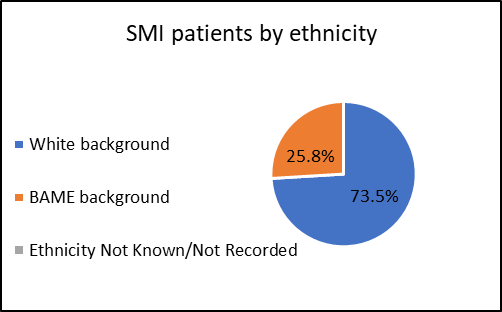 SMI patients by ethnicity
White background
BAME background
Ethnicity Not Known/Not Recorded
25.8%
73.5%